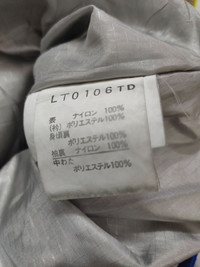 LT0106TD
表 ナイロン 100%
(衿) ポリエステル100%
身頃裏
ポリエステル100%
袖裏 ナイロン 100%
中わた
ポリエステル100%